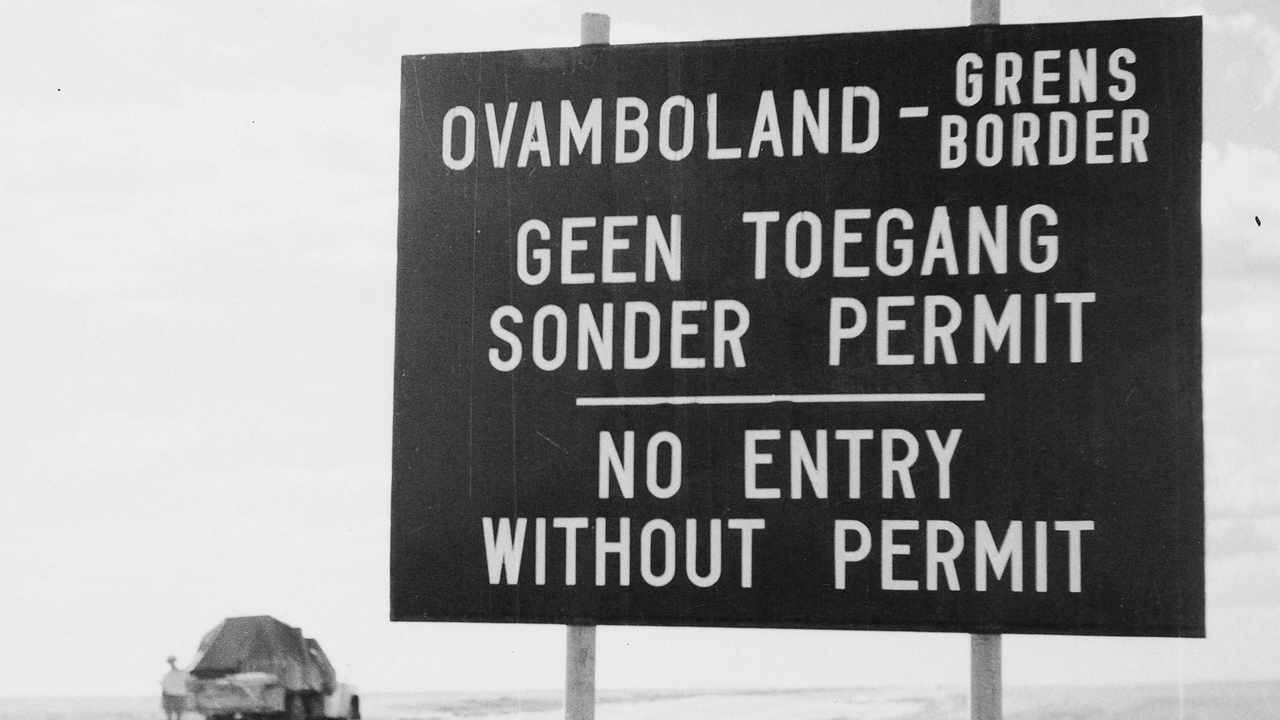 OVAMBOLAND - GRENS
BORDER
GEEN TOEGANG
SONDER PERMIT
NO ENTRY
WITHOUT PERMIT